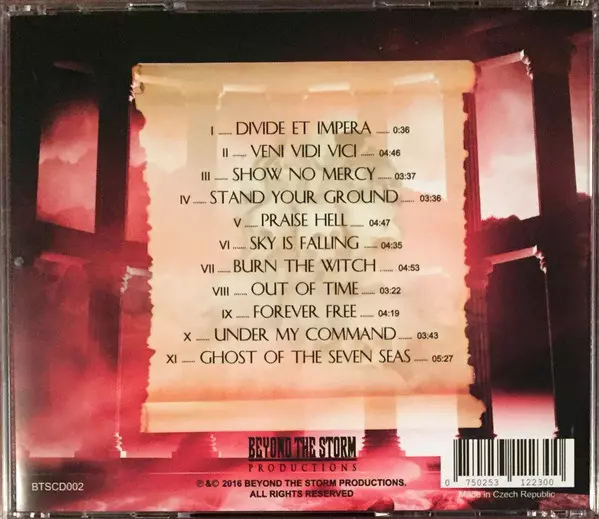 I ...... DIVIDE ET IMPERA ....... 0:36
II ...... VENI VIDI VICI ....... 04:46
III ...... SHOW NO MERCY ....... 03:37
IV ...... STAND YOUR GROUND ....... 03:36
V ...... PRAISE HELL ....... 04:47
VI ...... SKY IS FALLING ....... 04:35
VII ...... BURN THE WITCH ....... 04:53
VIII ...... OUT OF TIME ....... 03:22
IX ...... FOREVER FREE ....... 04:19
X ...... UNDER MY COMMAND ....... 03:43
XI ...... GHOST OF THE SEVEN SEAS ....... 05:27
BEYOND THE STORM
PRODUCTIONS
℗ & © 2016 BEYOND THE STORM PRODUCTIONS.
ALL RIGHTS RESERVED
BTSCD002
0 750253 122300
Made in Czech Republic